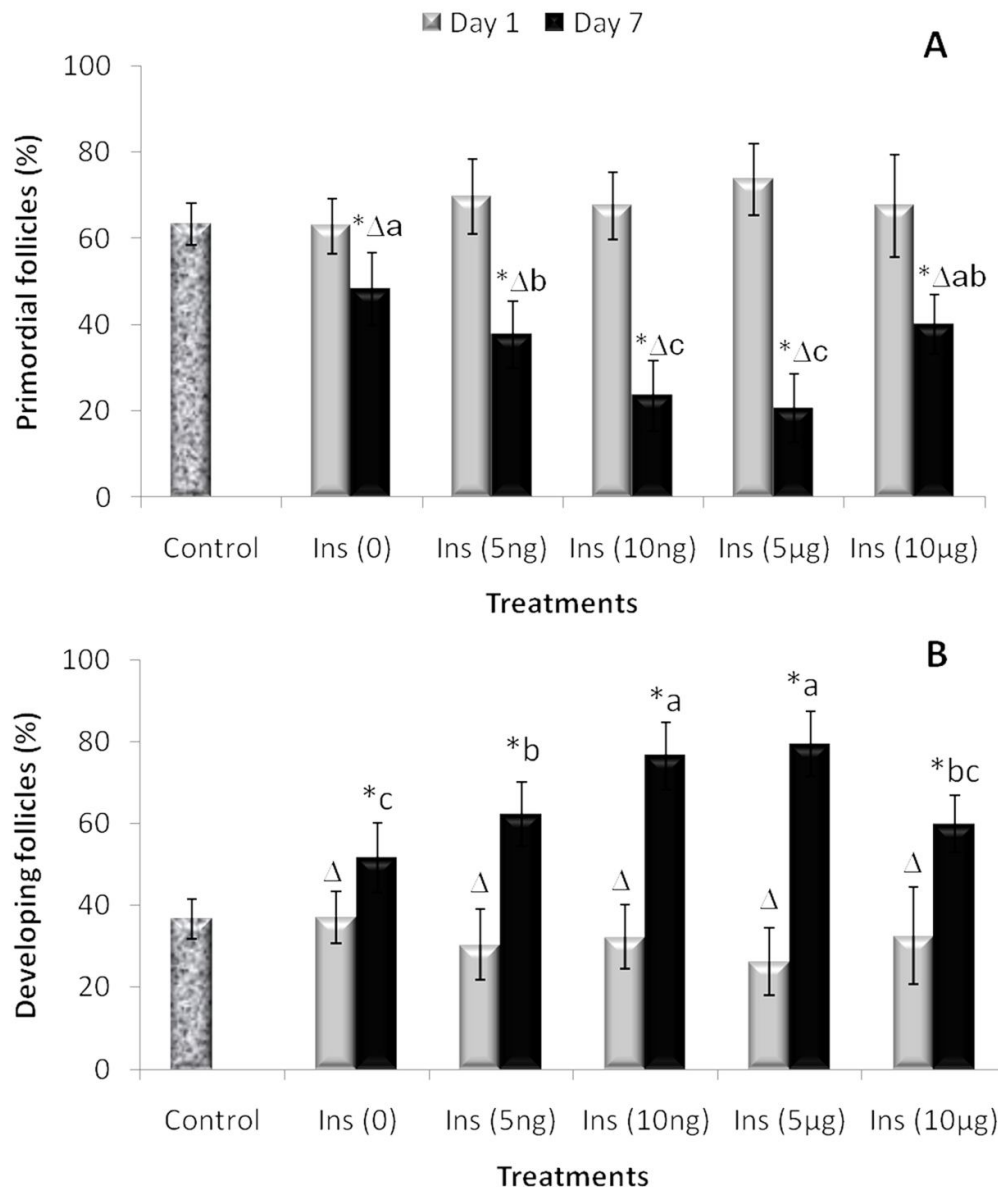 Day 1 Day 7
A
Primordial follicles (%)
100
80
60
40
20
0
*Δa
*Δb
*Δc
*Δc
*Δab
Control Ins (0) Ins (5ng) Ins (10ng) Ins (5µg) Ins (10µg)
Treatments
B
Developing follicles (%)
100
80
60
40
20
0
Δ
*c
Δ
*b
Δ
*a
Δ
*a
Δ
*bc
Control Ins (0) Ins (5ng) Ins (10ng) Ins (5µg) Ins (10µg)
Treatments